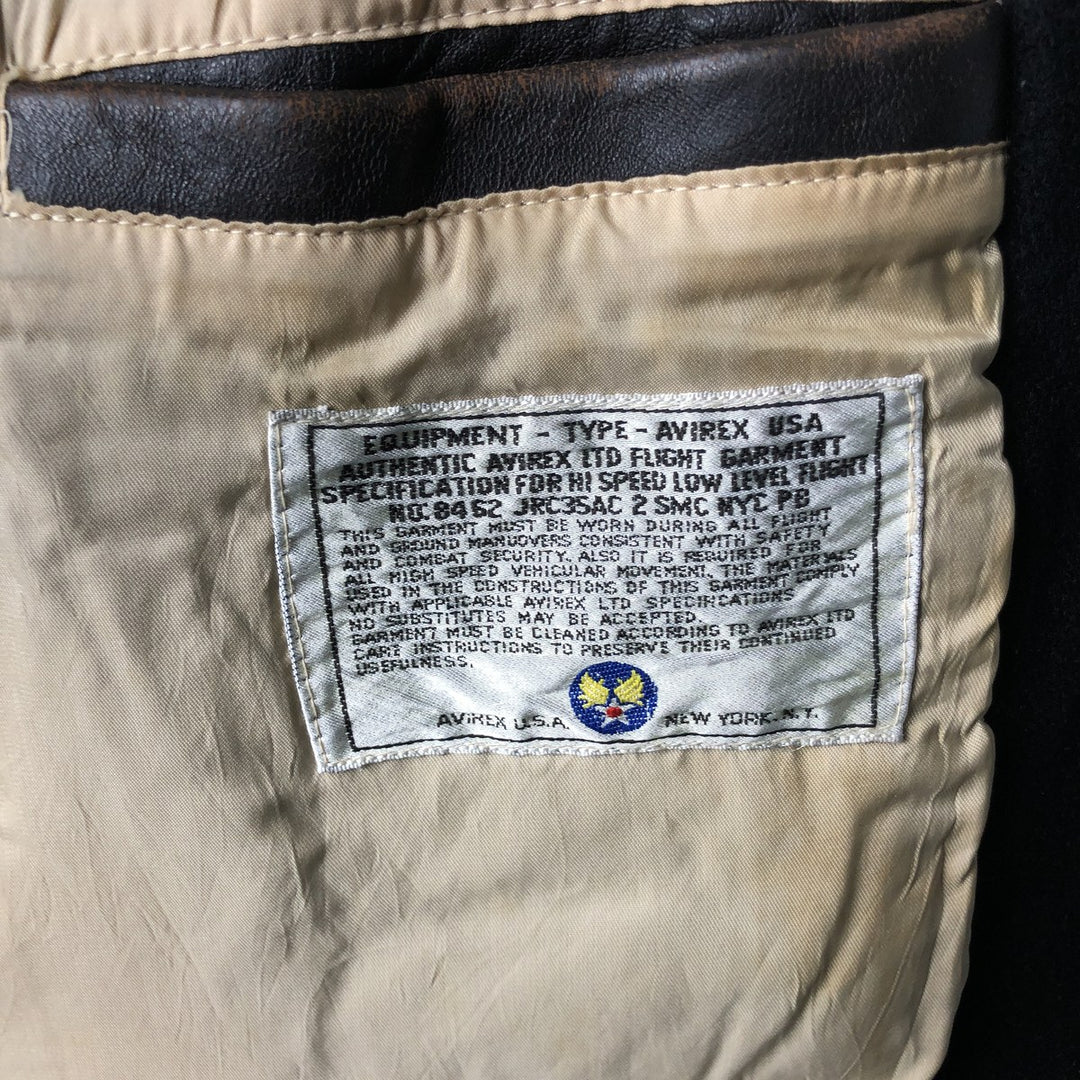 EQUIPMENT - TYPE - AVIREX USA
AUTHENTIC AVIREX LTD FLIGHT GARMENT
SPECIFICATION FOR HI SPEED LOW LEVEL FLIGHT
NO. 8462 JRC35AC 2 SMC NYC PB
THIS GARMENT MUST BE WORN DURING ALL FLIGHT
AND GROUND MANUOVERS CONSISTENT WITH SAFETY
AND COMBAT SECURITY. ALSO IT IS REQUIRED FOR
ALL HIGH SPEED VEHICULAR MOVEMENT. THE MATERIALS
USED IN THE CONSTRUCTIONS OF THIS GARMENT COMPLY
WITH APPLICABLE AVIREX LTD SPECIFICATIONS
NO SUBSTITUTES MAY BE ACCEPTED.
GARMENT MUST BE CLEANED ACCORDING TO AVIREX LTD
CARE INSTRUCTIONS TO PRESERVE THEIR CONTINUED
USEFULNESS.
AVIREX U.S.A. NEW YORK. N.Y.